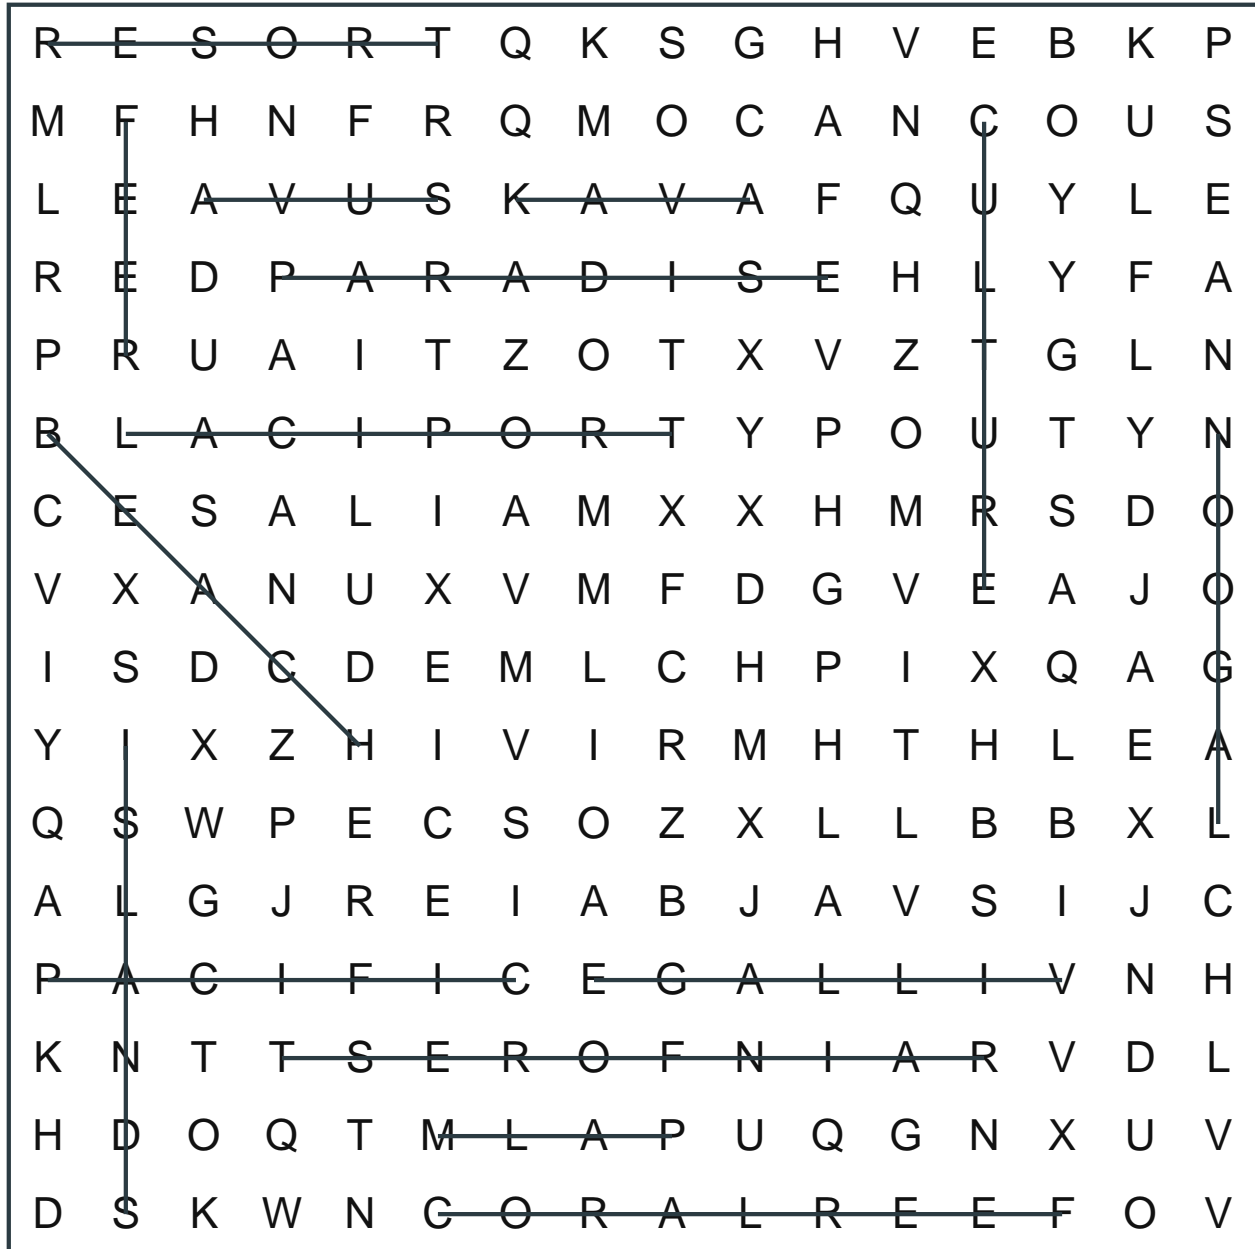 R E S O R T Q K S G H V E B K P
M F H N F R Q M O C A N C O U S
L E A V U S K A V A F Q U Y L E
R E D P A R A D I S E H L Y F A
P R U A I T Z O T X V Z T G L N
B L A C I P O R T Y P O U T Y N
C E S A L I A M X X H M R S D O
V X A N U X V M F D G V E A J O
I S D C D E M L C H P I X Q A G
Y I X Z H I V I R M H T H L E A
Q S W P E C S O Z X L L B B X L
A L G J R E I A B J A V S I J C
P A C I F I C E G A L L I V N H
K N T T S E R O F N I A R V D L
H D O Q T M L A P U Q G N X U V
D S K W N C O R A L R E E F O V